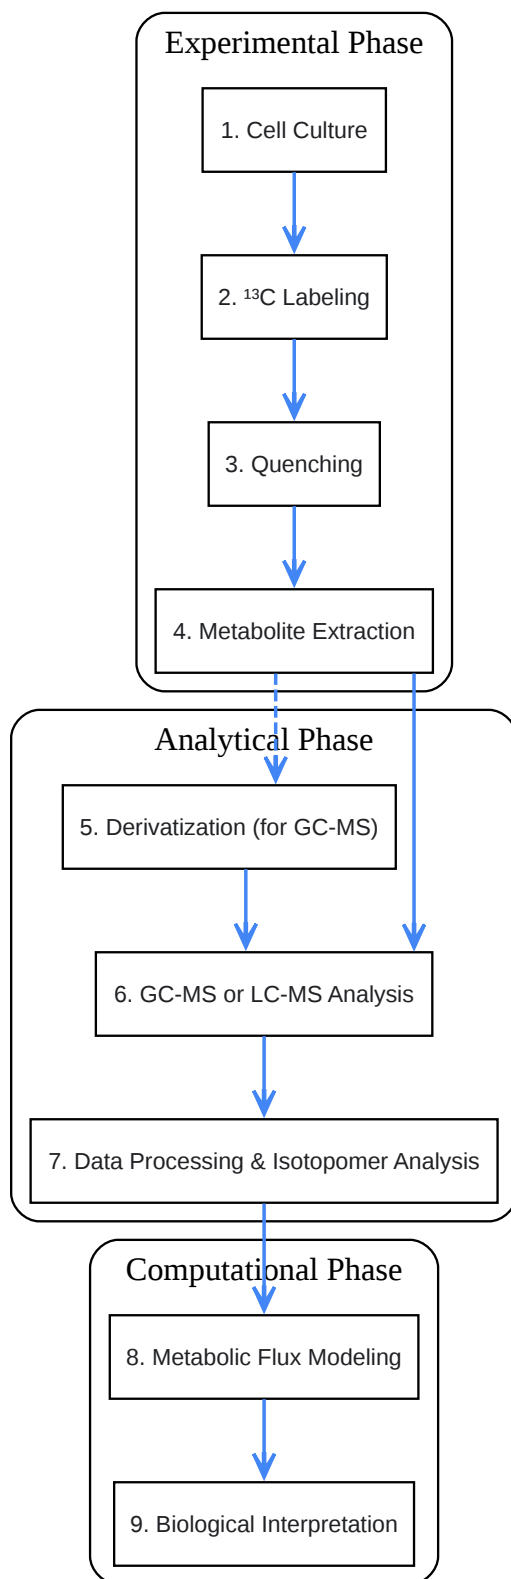 Experimental Phase
1. Cell Culture
2. ¹³C Labeling
3. Quenching
4. Metabolite Extraction
Analytical Phase
5. Derivatization (for GC-MS)
6. GC-MS or LC-MS Analysis
7. Data Processing & Isotopomer Analysis
Computational Phase
8. Metabolic Flux Modeling
9. Biological Interpretation